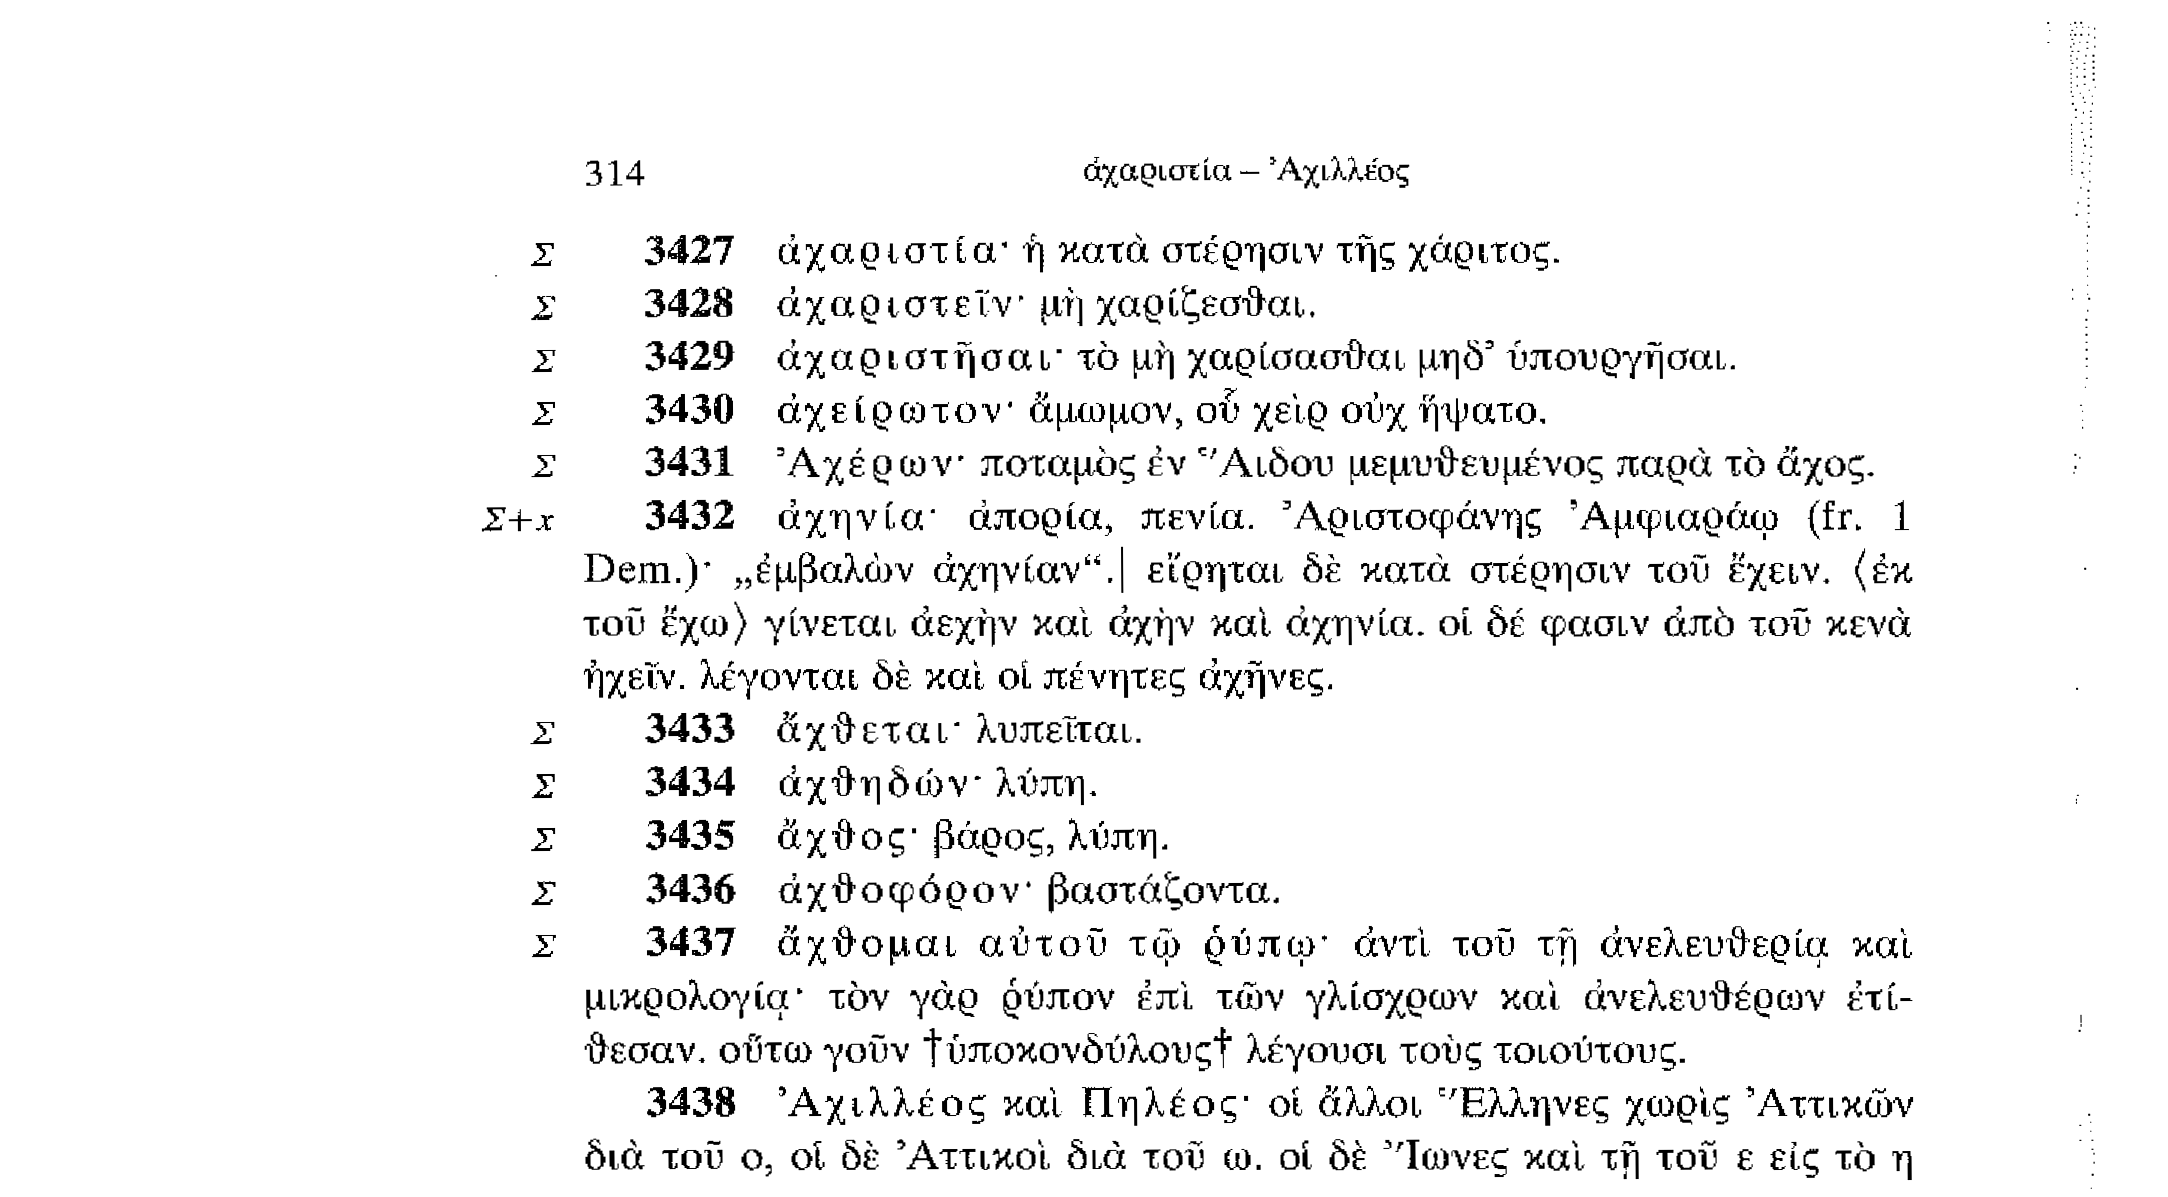 314 ἀχαριστία – Ἀχιλλέος
Σ 3427 ἀχαριστία· ἡ κατὰ στέρησιν τῆς χάριτος.
Σ 3428 ἀχαριστεῖν· μὴ χαρίζεσθαι.
Σ 3429 ἀχαριστῆσαι· τὸ μὴ χαρίσασθαι μηδ’ ὑπουργῆσαι.
Σ 3430 ἀχείρωτον· ἄμωμον, οὗ χεὶρ οὐχ ἥψατο.
Σ 3431 Ἀχέρων· ποταμὸς ἐν Ἅιδου μεμυθευμένος παρὰ τὸ ἄχος.
Σ+x 3432 ἀχηνία· ἀπορία, πενία. Ἀριστοφάνης Ἀμφιαράῳ (fr. 1
Dem.)· „ἐμβαλὼν ἀχηνίαν“.| εἴρηται δὲ κατὰ στέρησιν τοῦ ἔχειν. ⟨ἐκ
τοῦ ἔχω⟩ γίνεται ἀεχὴν καὶ ἀχὴν καὶ ἀχηνία. οἱ δέ φασιν ἀπὸ τοῦ κενὰ
ἠχεῖν. λέγονται δὲ καὶ οἱ πένητες ἀχῆνες.
Σ 3433 ἄχθεται· λυπεῖται.
Σ 3434 ἀχθηδών· λύπη.
Σ 3435 ἄχθος· βάρος, λύπη.
Σ 3436 ἀχθοφόρον· βαστάζοντα.
Σ 3437 ἄχθομαι αὐτοῦ τῷ ῥύπῳ· ἀντὶ τοῦ τῇ ἀνελευθερίᾳ καὶ
μικρολογίᾳ· τὸν γὰρ ῥύπον ἐπὶ τῶν γλίσχρων καὶ ἀνελευθέρων ἐτί-
θεσαν. οὕτω γοῦν †ὑποκονδύλους† λέγουσι τοὺς τοιούτους.
3438 Ἀχιλλέος καὶ Πηλέος· οἱ ἄλλοι Ἕλληνες χωρὶς Ἀττικῶν
διὰ τοῦ ο, οἱ δὲ Ἀττικοὶ διὰ τοῦ ω. οἱ δὲ Ἴωνες καὶ τῇ τοῦ ε εἰς τὸ η